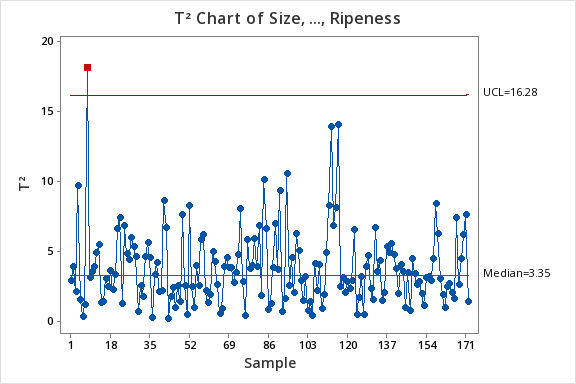 T² Chart of Size, ..., Ripeness
20
15
10
5
0
T²
UCL=16.28
Median=3.35
1 18 35 52 69 86 103 120 137 154 171
Sample